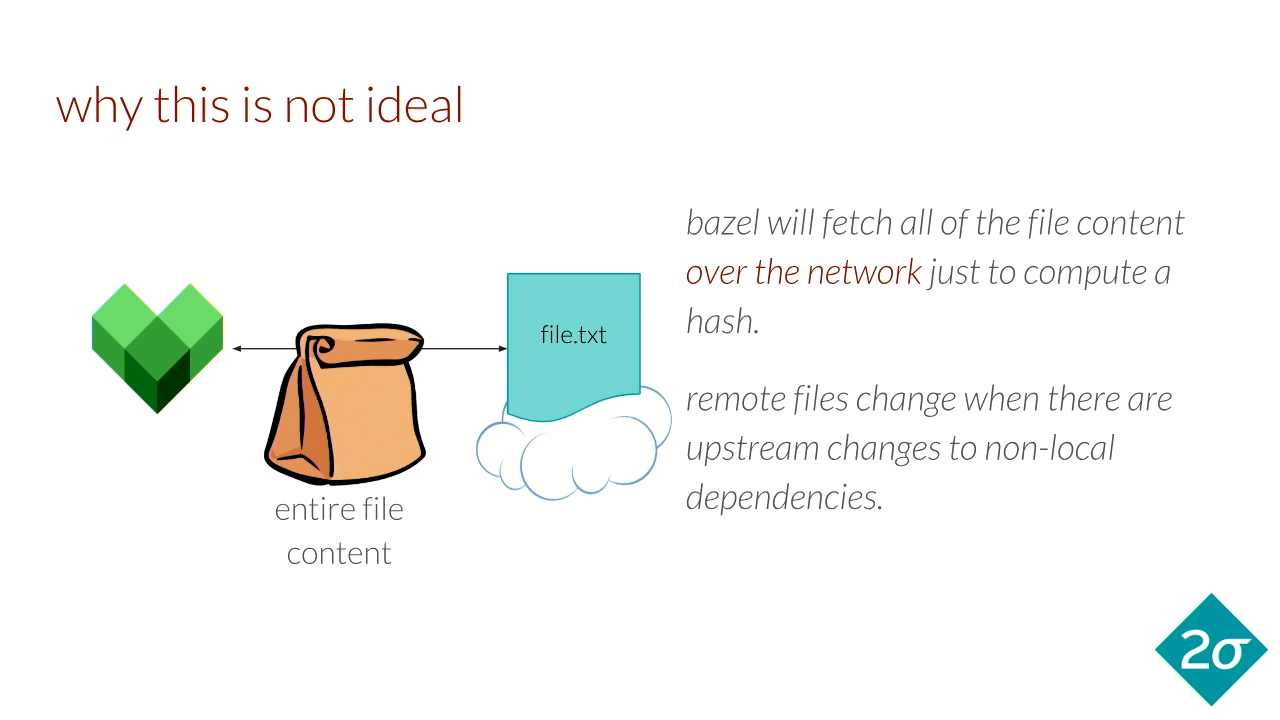 why this is not ideal
bazel will fetch all of the file content
over the network just to compute a
hash.
file.txt
remote files change when there are
upstream changes to non-local
dependencies.
entire file
content
2σ